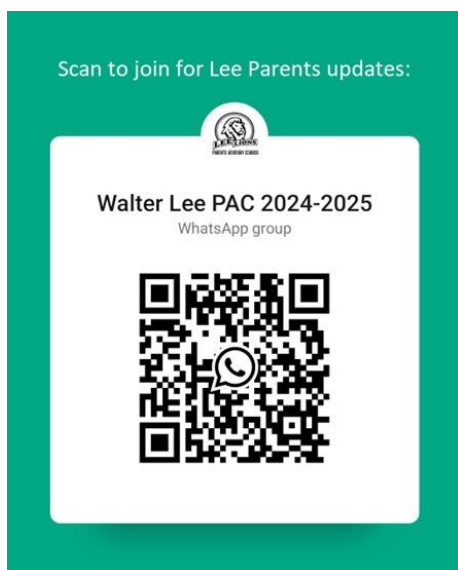 Scan to join for Lee Parents updates:
LEE LIONS
PARENTS ADVISORY COUNCIL
Walter Lee PAC 2024-2025
WhatsApp group